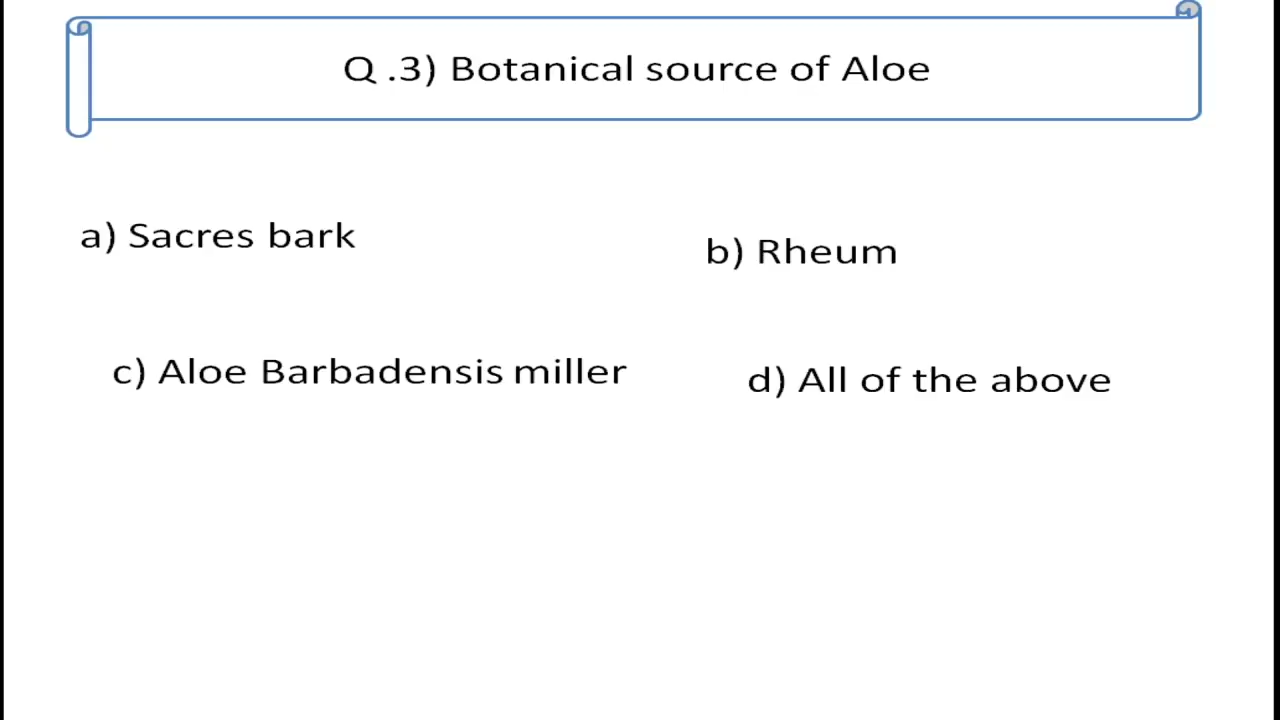 Q .3) Botanical source of Aloe
a) Sacres bark
b) Rheum
c) Aloe Barbadensis miller
d) All of the above